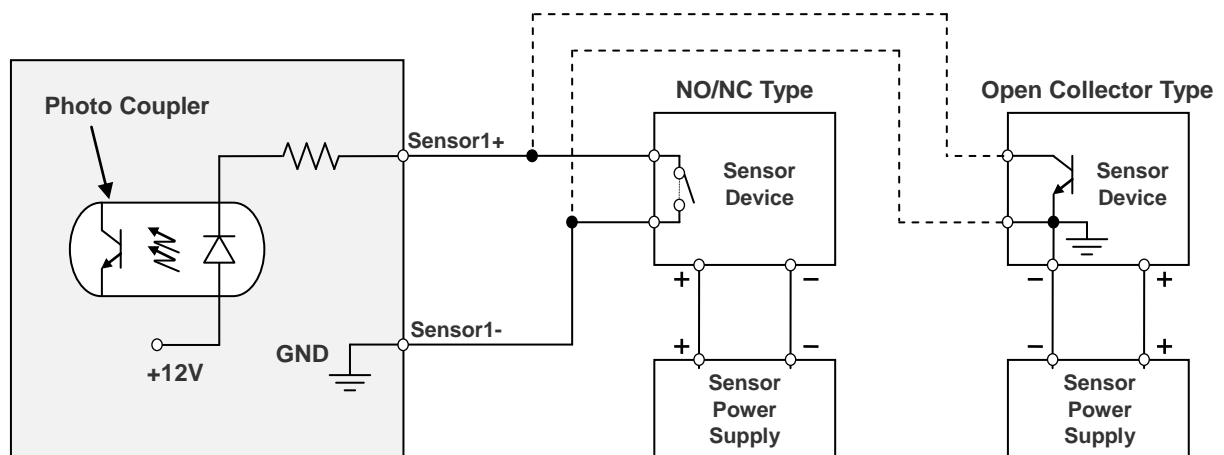 NO/NC Type
Open Collector Type
Photo Coupler
Sensor1+
Sensor
Device
Sensor
Device
+ −
− +
Sensor1-
GND
+12V
+ −
− +
Sensor
Power
Supply
Sensor
Power
Supply